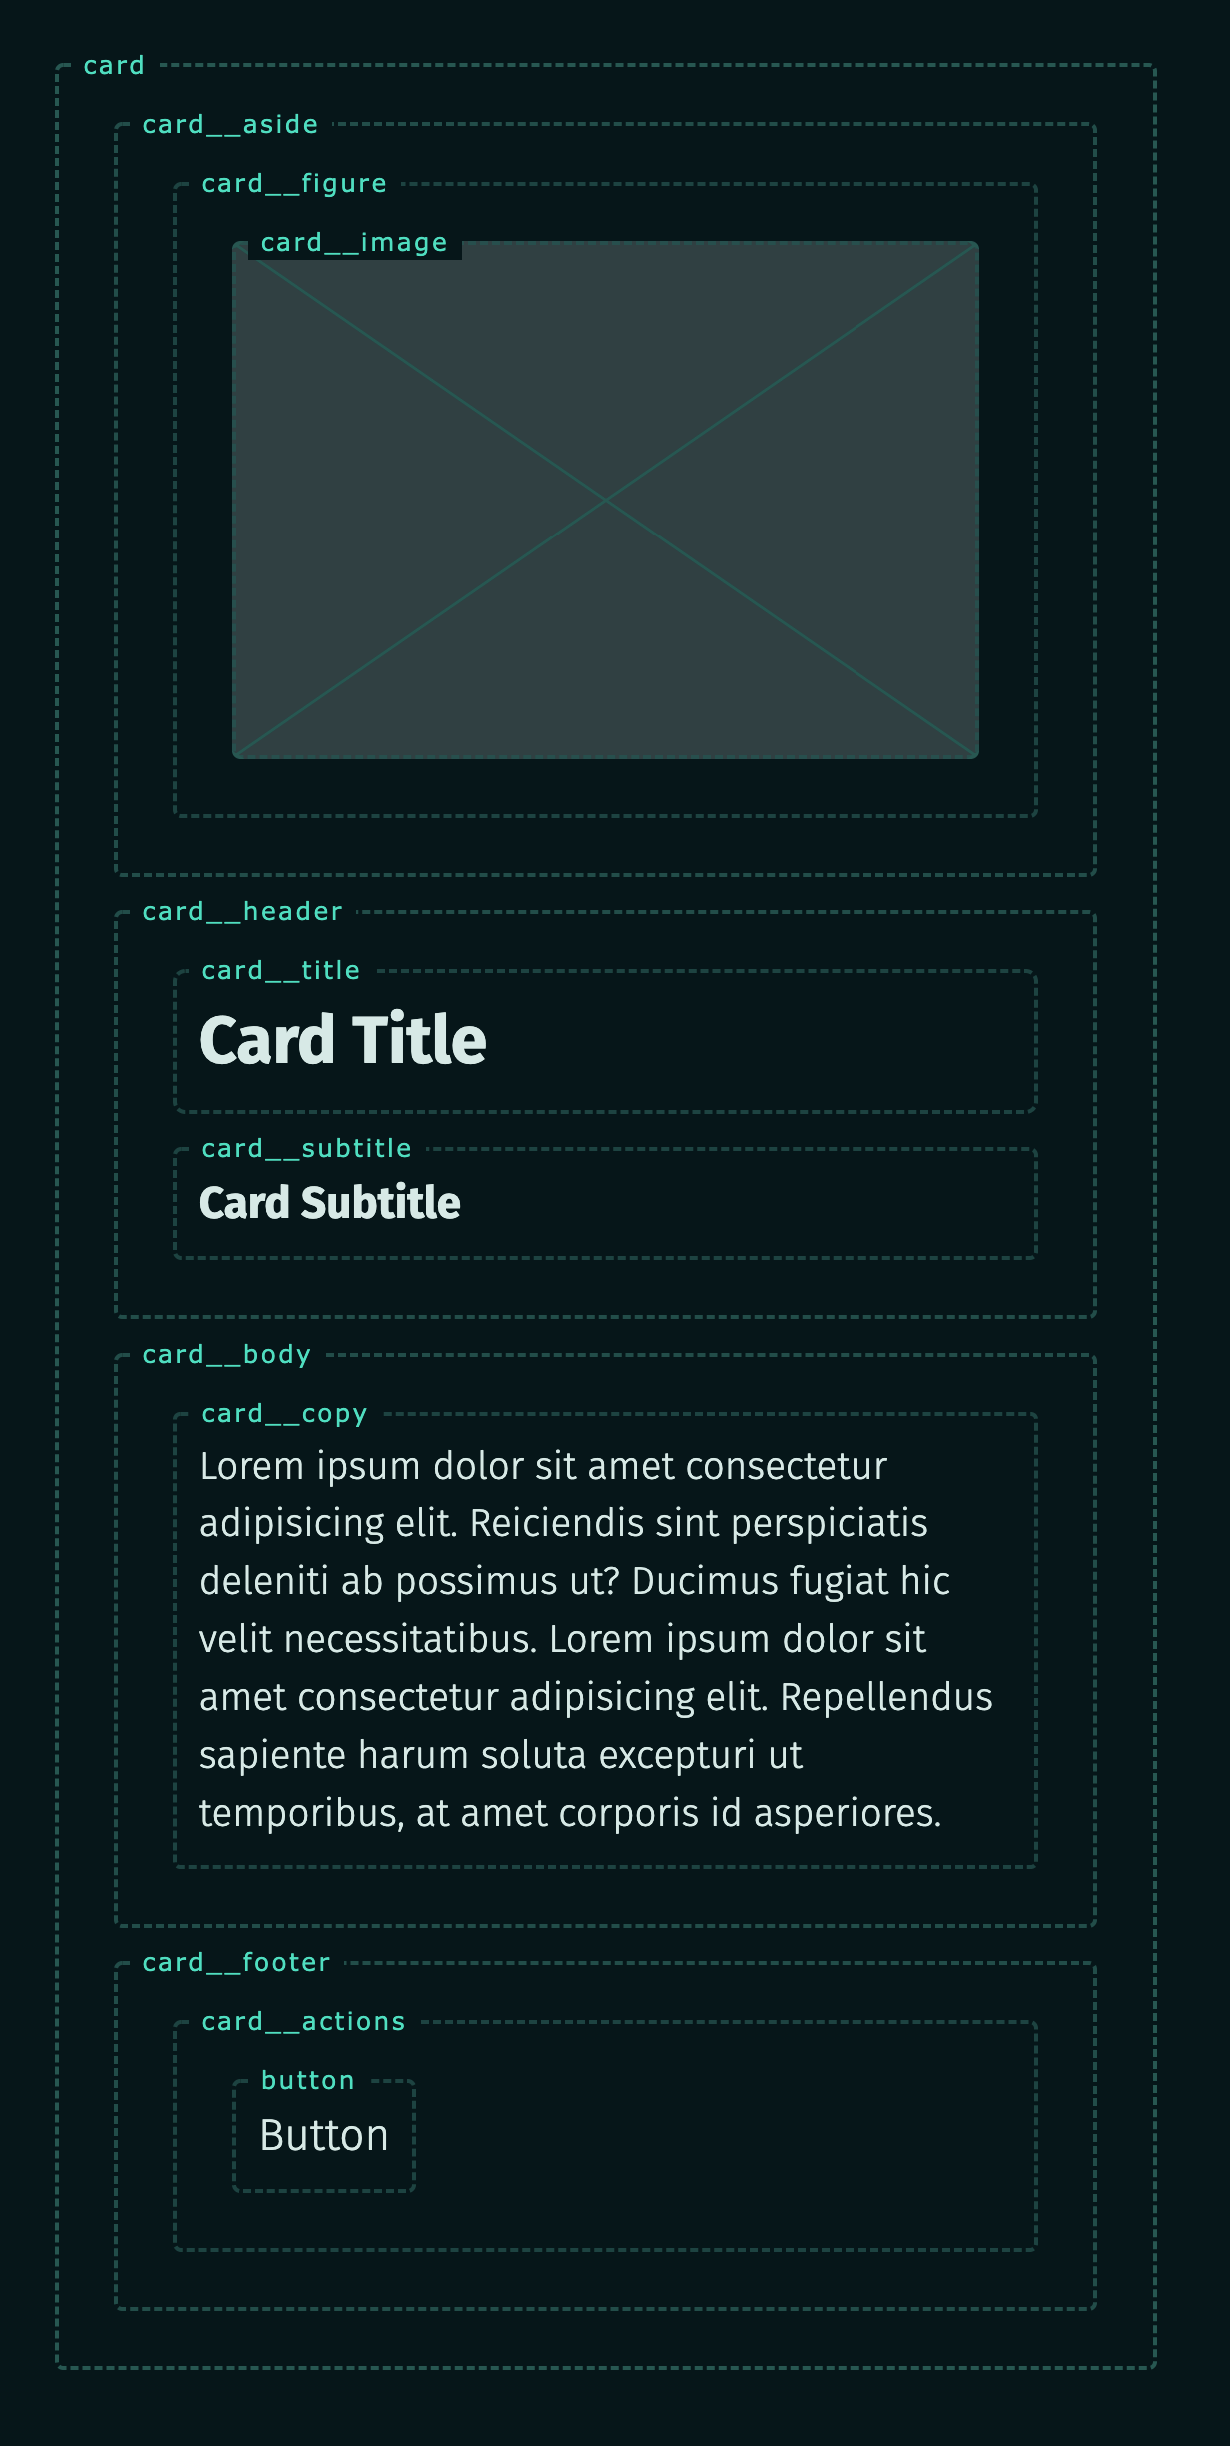 card
card__aside
card__figure
card__image
card__header
card__title
Card Title
card__subtitle
Card Subtitle
card__body
card__copy
Lorem ipsum dolor sit amet consectetur
adipisicing elit. Reiciendis sint perspiciatis
deleniti ab possimus ut? Ducimus fugiat hic
velit necessitatibus. Lorem ipsum dolor sit
amet consectetur adipisicing elit. Repellendus
sapiente harum soluta excepturi ut
temporibus, at amet corporis id asperiores.
card__footer
card__actions
button
Button